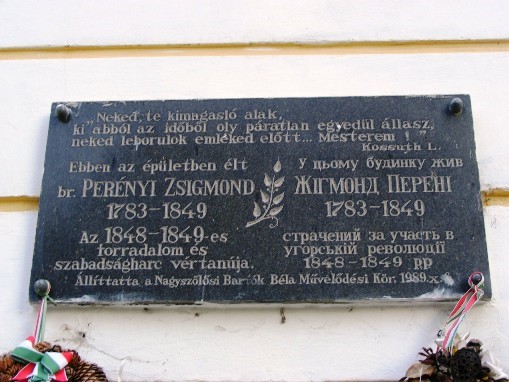 „Neked, te kimagasló alak,
ki abból az időből oly páratlan egyedül állasz,
neked leborulok emléked előtt... Mesterem!"
Kossuth L.
Ebben az épületben élt
br. PERÉNYI ZSIGMOND
1783-1849
Az 1848-1849-es
forradalom és
szabadságharc vértanúja.
У цьому будинку жив
ЖІГМОНД ПЕРЕНІ
1783-1849
страчений за участь в
угорській революції
1848-1849 рр
Állíttatta a Nagyszőlősi Bartók Béla Művelődési Kör. 1989.x.